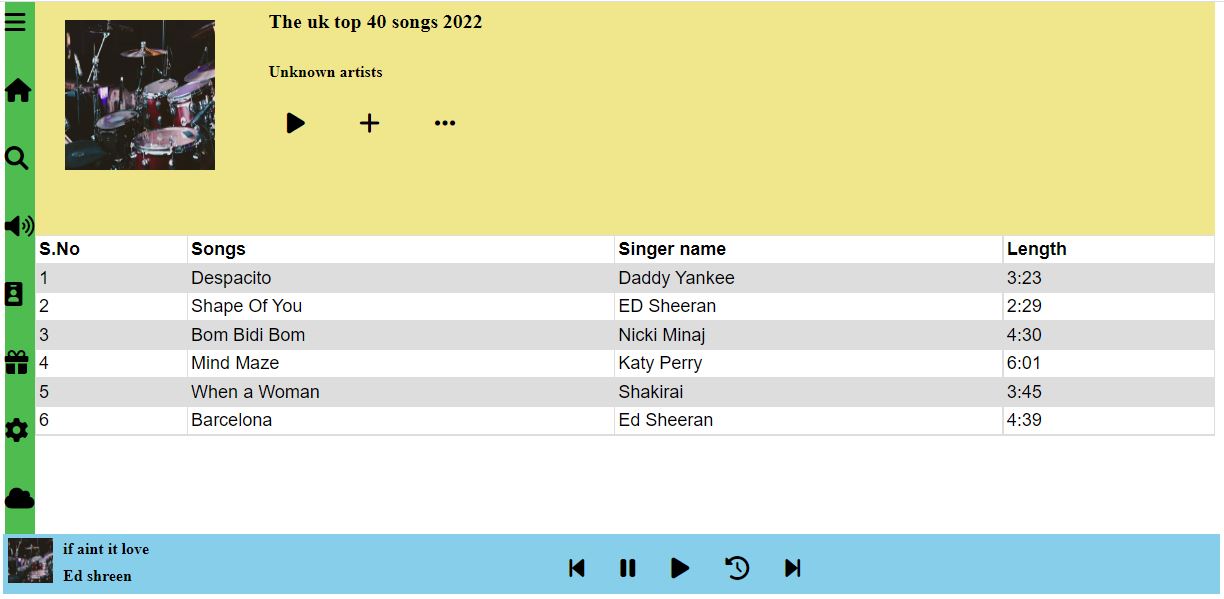 The uk top 40 songs 2022
Unknown artists
S.No Songs Singer name Length
1 Despacito Daddy Yankee 3:23
2 Shape Of You ED Sheeran 2:29
3 Bom Bidi Bom Nicki Minaj 4:30
4 Mind Maze Katy Perry 6:01
5 When a Woman Shakirai 3:45
6 Barcelona Ed Sheeran 4:39
if aint it love
Ed shreen